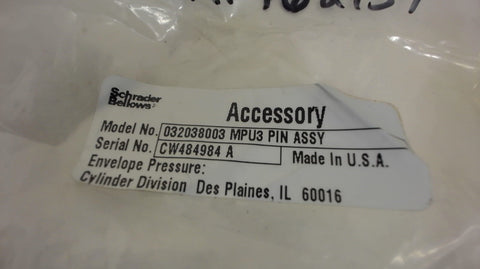 Schrader
Bellows
Accessory
Model No. 032038003 MPU3 PIN ASSY
Serial No. CW484984 A
Made in U.S.A.
Envelope Pressure:
Cylinder Division Des Plaines, IL 60016